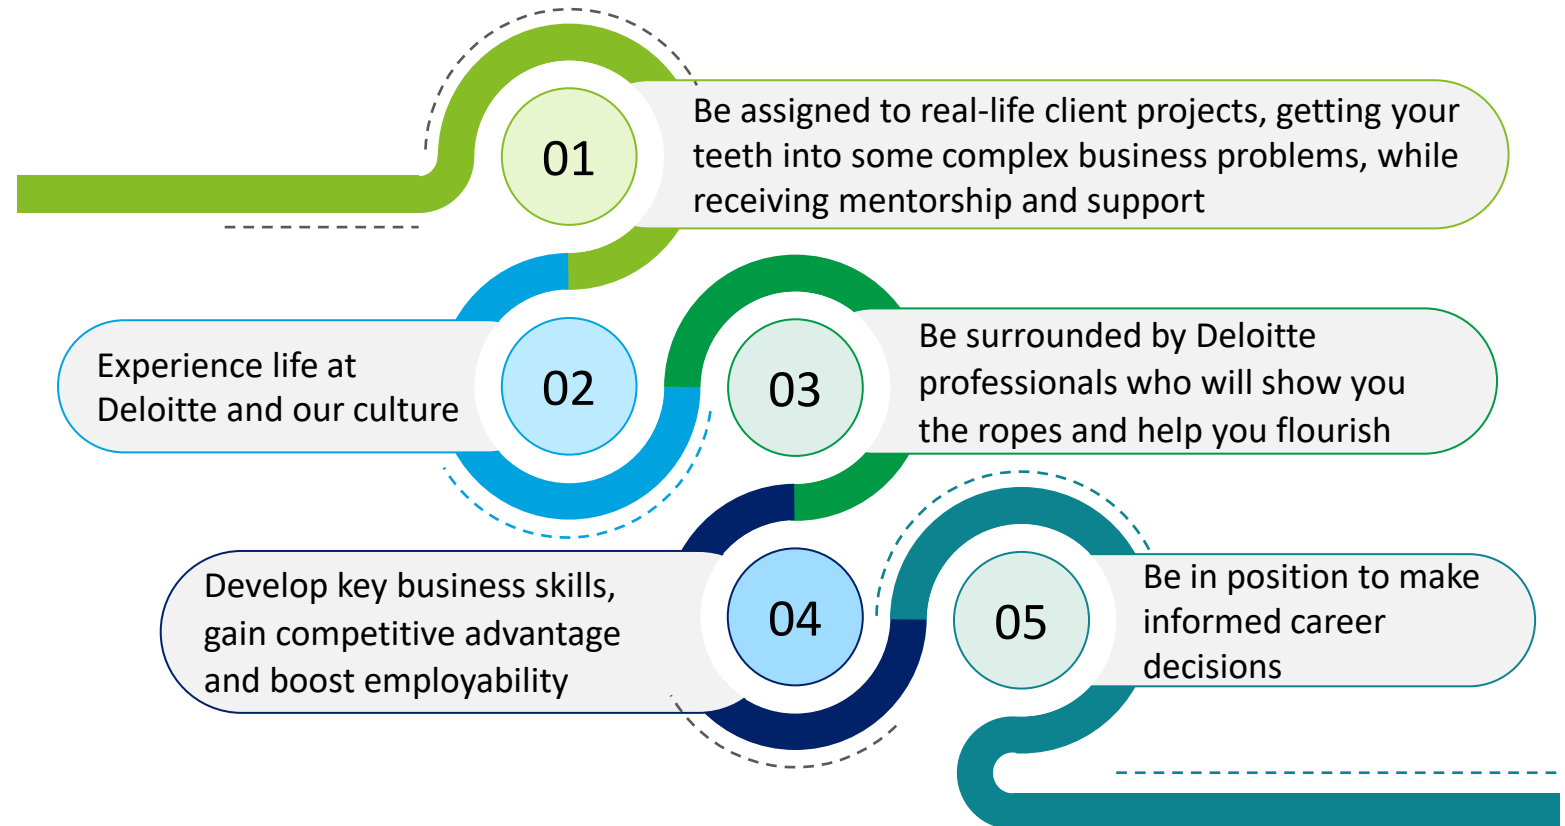 01
Be assigned to real-life client projects, getting your
teeth into some complex business problems, while
receiving mentorship and support
02
Experience life at
Deloitte and our culture
03
Be surrounded by Deloitte
professionals who will show you
the ropes and help you flourish
04
Develop key business skills,
gain competitive advantage
and boost employability
05
Be in position to make
informed career
decisions